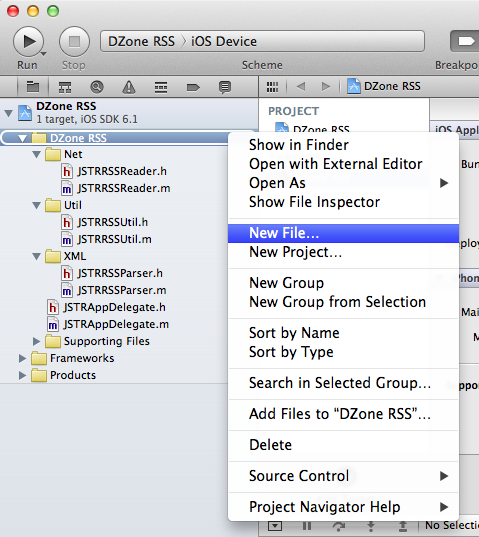 DZone RSS
iOS Device
Run
Stop
Scheme
Breakpo
DZone RSS
DZone RSS
1 target, iOS SDK 6.1
PROJECT
DZone RSS
DZone RSS
Net
JSTRRSSReader.h
JSTRRSSReader.m
Util
JSTRRSSUtil.h
JSTRRSSUtil.m
XML
JSTRRSSParser.h
JSTRRSSParser.m
JSTRAppDelegate.h
JSTRAppDelegate.m
Supporting Files
Frameworks
Products
Show in Finder
Open with External Editor
Open As
Show File Inspector
New File...
New Project...
New Group
New Group from Selection
Sort by Name
Sort by Type
Search in Selected Group...
Add Files to “DZone RSS”...
Delete
Source Control
Project Navigator Help
iOS Appl
Bun
ploy
Pho
Mai
M
uppo
No Selectio